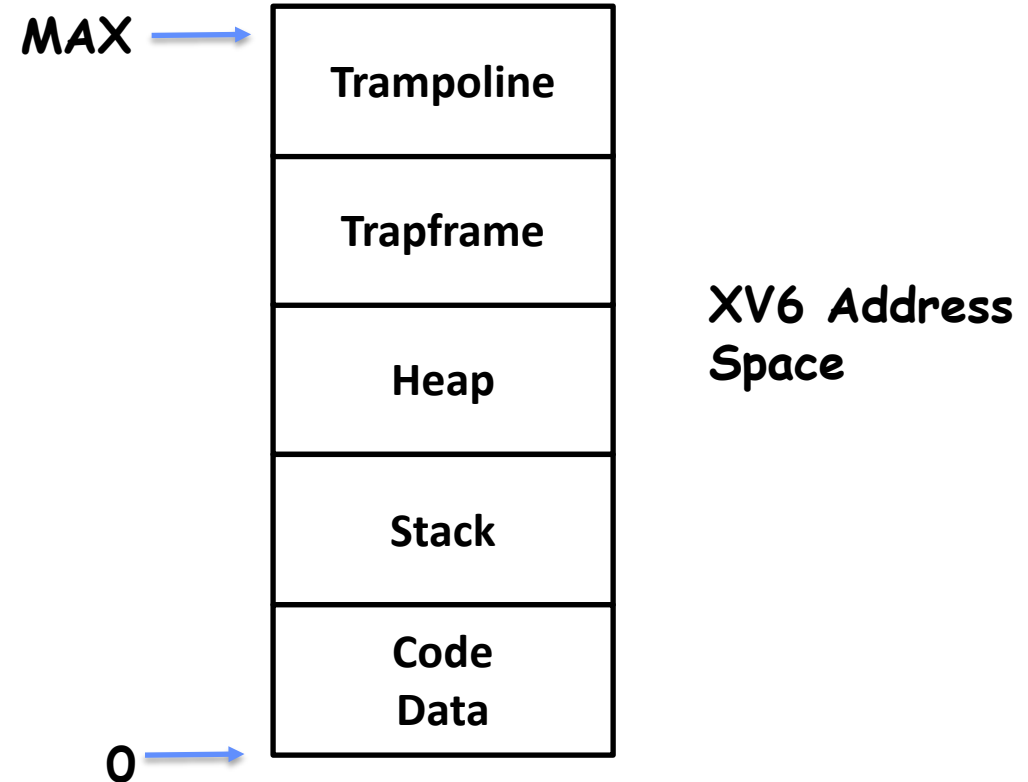 MAX
Trampoline
Trapframe
Heap
Stack
Code
Data
0
XV6 Address
Space